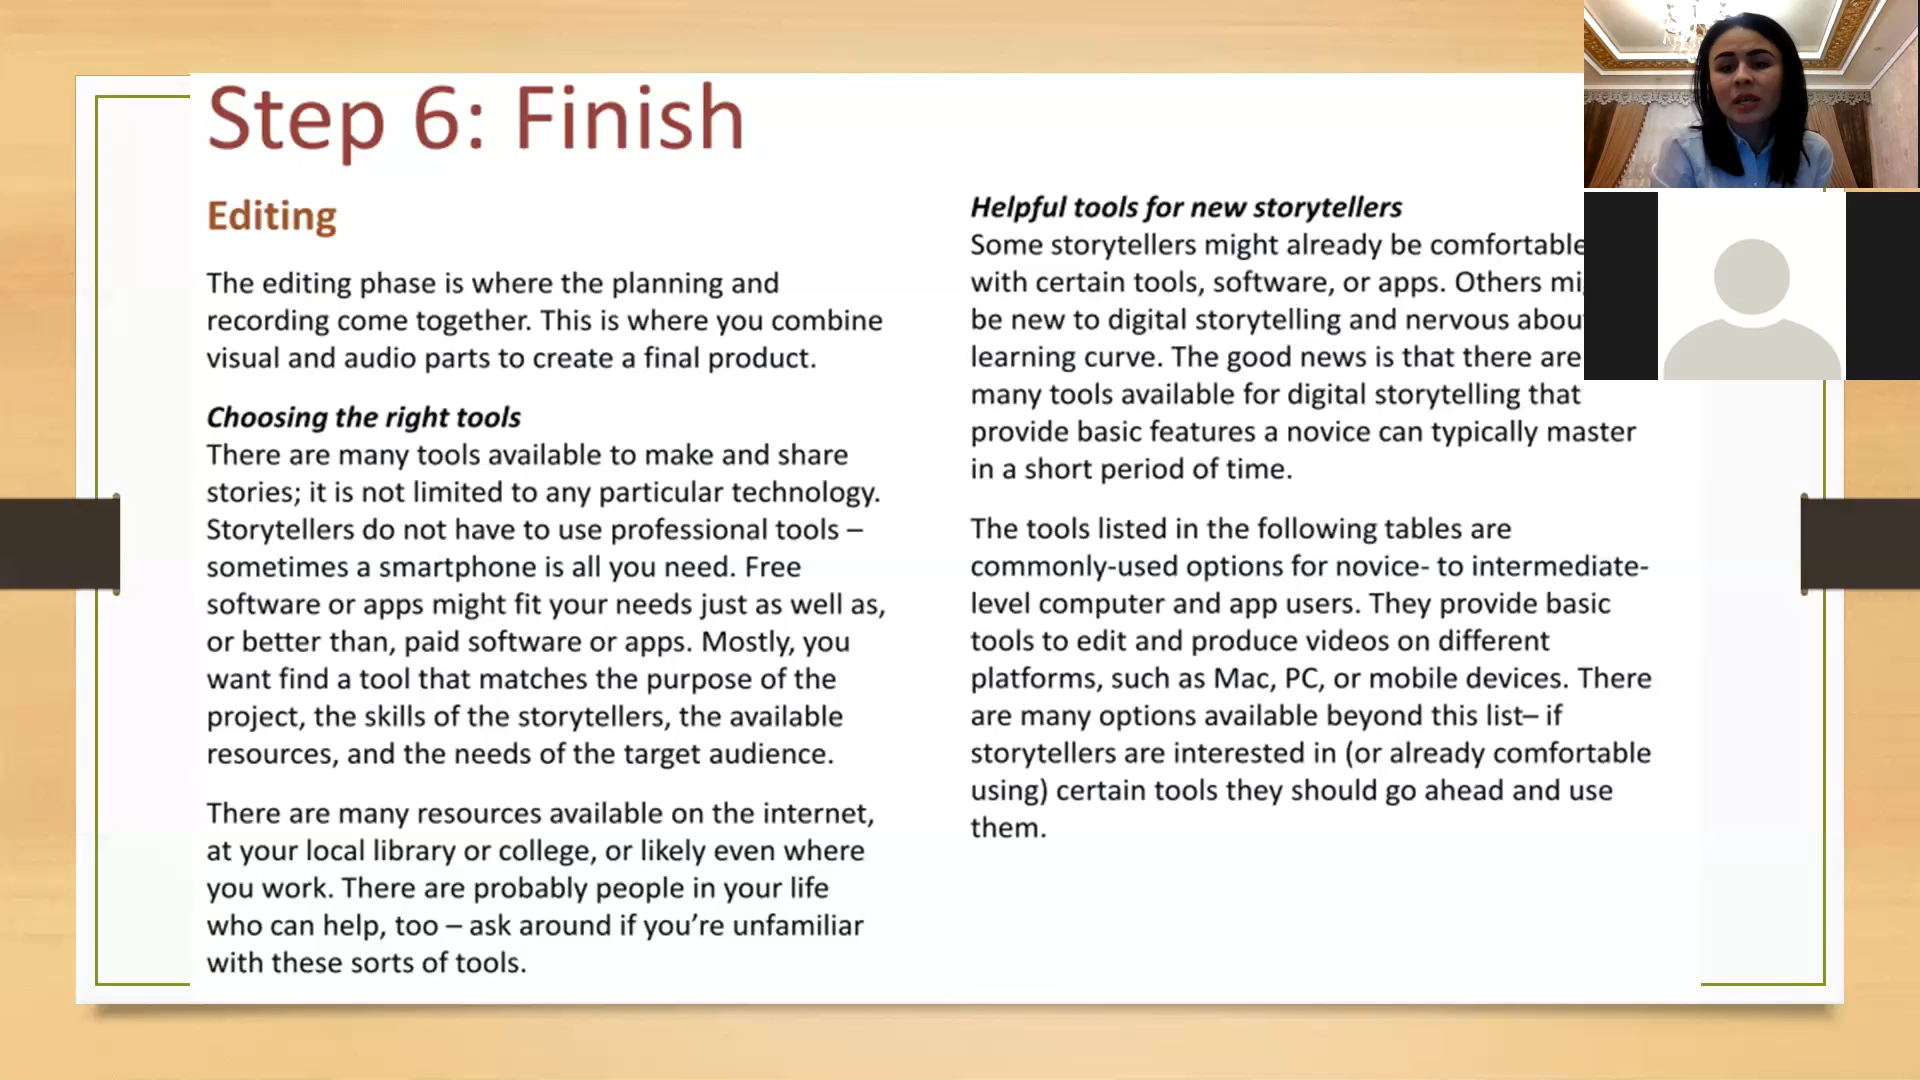 Step 6: Finish
Editing
The editing phase is where the planning and
recording come together. This is where you combine
visual and audio parts to create a final product.
Choosing the right tools
There are many tools available to make and share
stories; it is not limited to any particular technology.
Storytellers do not have to use professional tools –
sometimes a smartphone is all you need. Free
software or apps might fit your needs just as well as,
or better than, paid software or apps. Mostly, you
want find a tool that matches the purpose of the
project, the skills of the storytellers, the available
resources, and the needs of the target audience.
There are many resources available on the internet,
at your local library or college, or likely even where
you work. There are probably people in your life
who can help, too – ask around if you’re unfamiliar
with these sorts of tools.
Helpful tools for new storytellers
Some storytellers might already be comfortable
with certain tools, software, or apps. Others
be new to digital storytelling and nervous
learning curve. The good news is that there are
many tools available for digital storytelling that
provide basic features a novice can typically master
in a short period of time.
The tools listed in the following tables are
commonly-used options for novice- to intermediate-
level computer and app users. They provide basic
tools to edit and produce videos on different
platforms, such as Mac, PC, or mobile devices. There
are many options available beyond this list– if
storytellers are interested in (or already comfortable
using) certain tools they should go ahead and use
them.